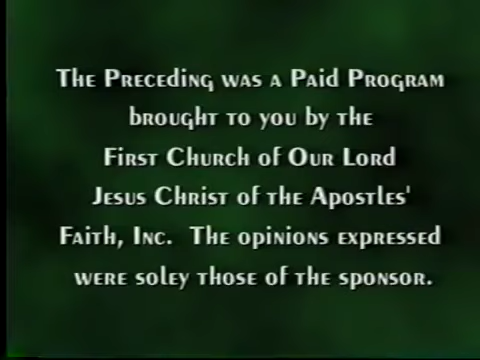 The Preceding was a Paid Program
brought to you by the
First Church of Our Lord
Jesus Christ of the Apostles'
Faith, Inc. The opinions expressed
were soley those of the sponsor.